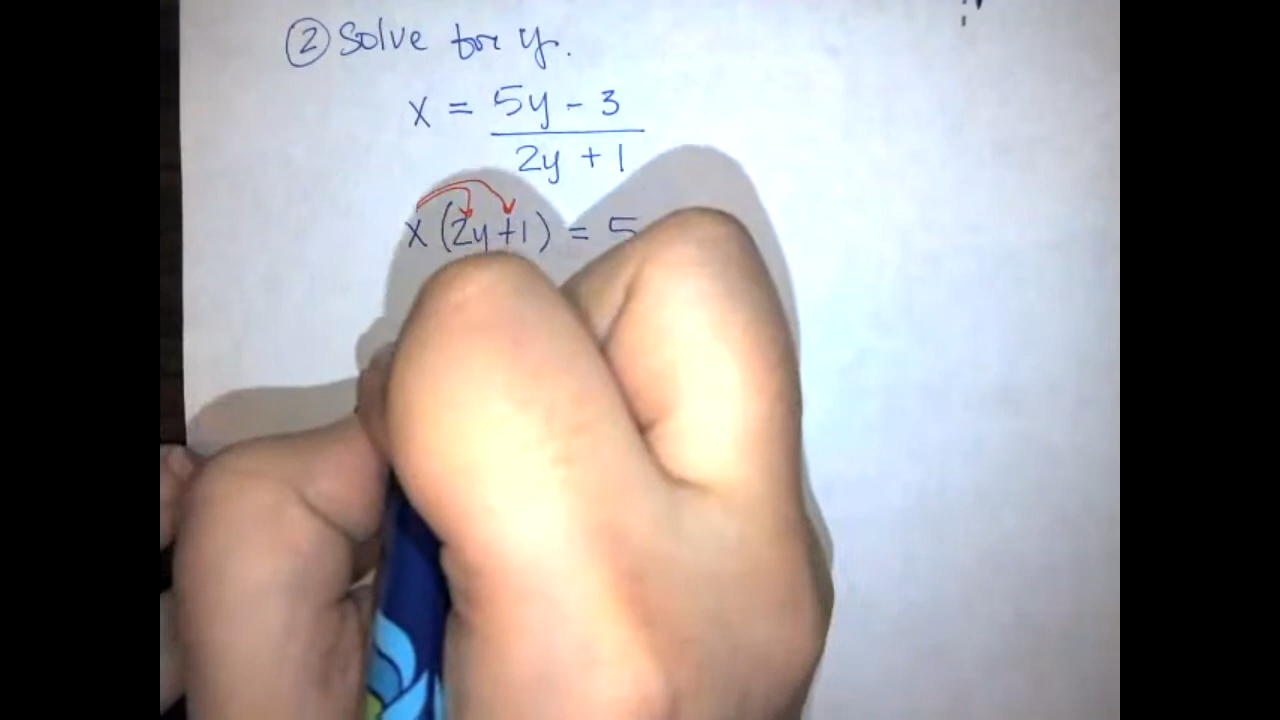 ② Solve for y.
x = 5y - 3
2y + 1
x (2y+1) = 5